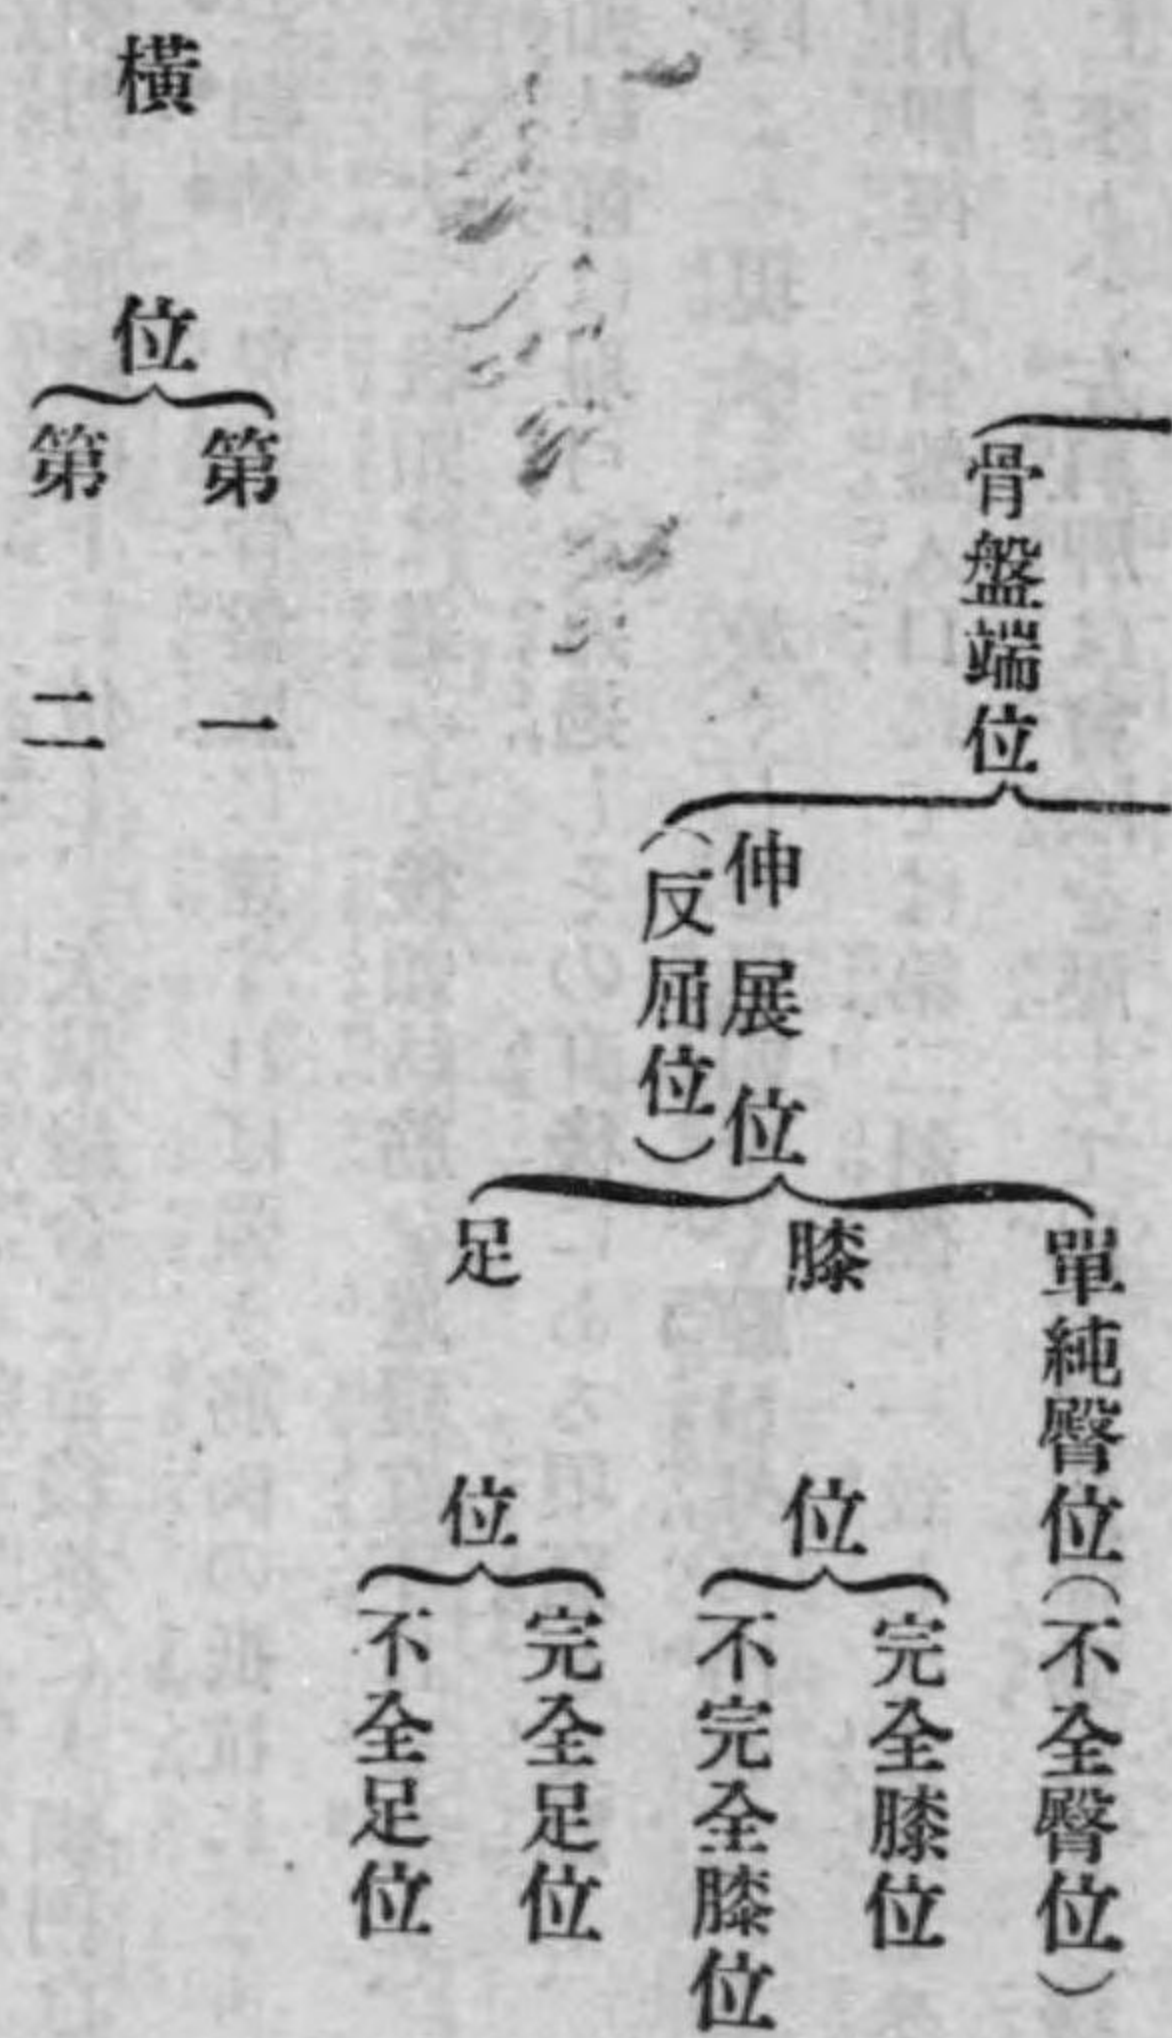 骨盤端位
伸展位
(反屈位)
單純臀位(不全臀位)
膝位
完全膝位
不完全膝位
足位
完全足位
不全足位
橫位
第一
第二